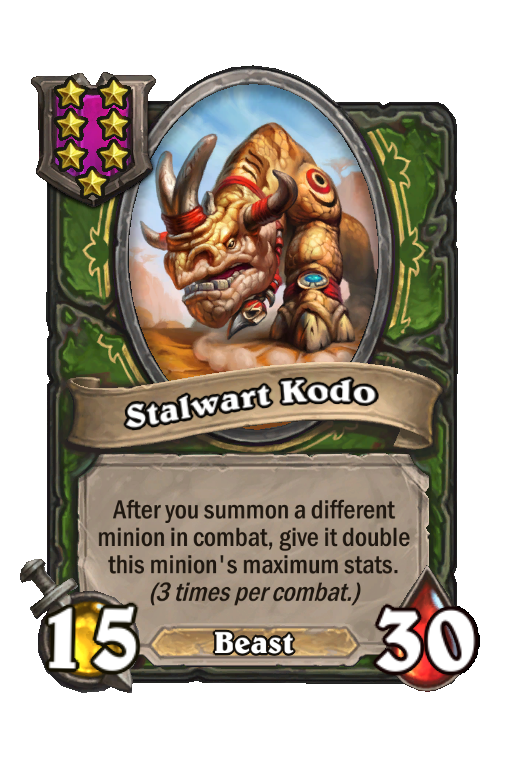 Stalwart Kodo
After you summon a different
minion in combat, give it double
this minion's maximum stats.
(3 times per combat.)
15
Beast
30